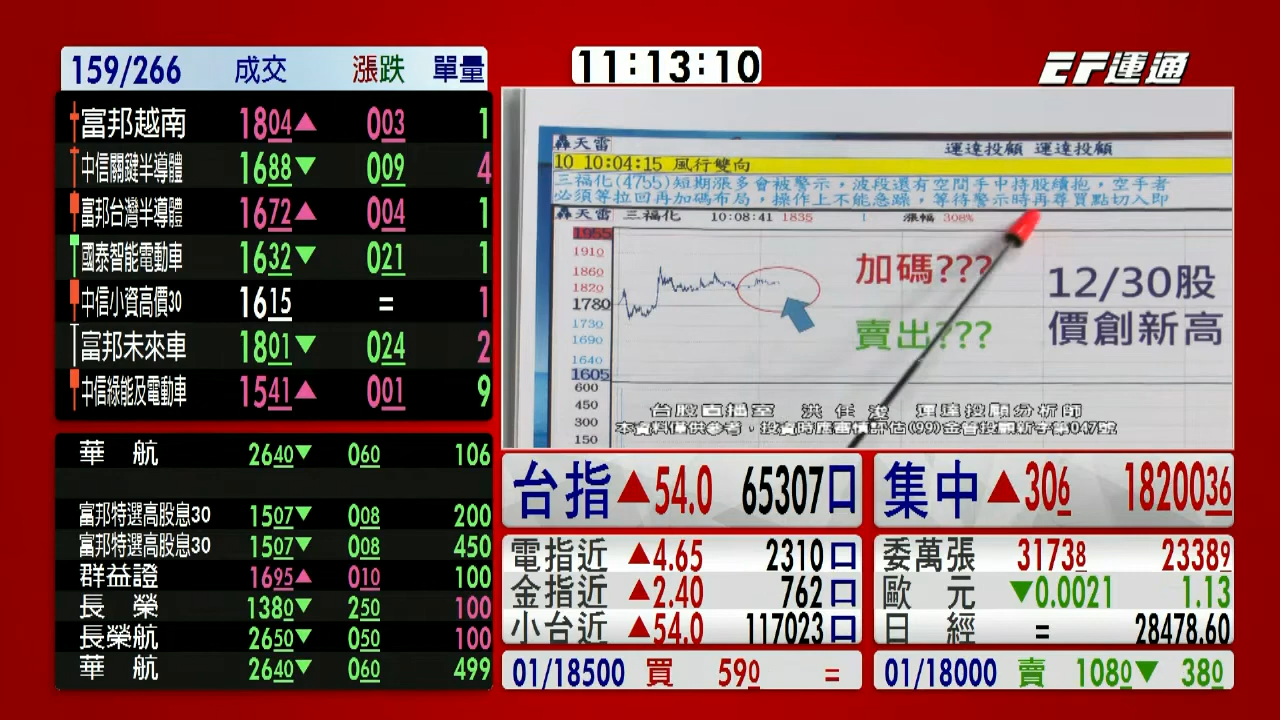 159/266 成交 漲跌 單量
富邦越南 1804▲ 003 1
中信關鍵半導體 1688▼ 009 4
富邦台灣半導體 1672▲ 004 1
國泰智能電動車 1632▼ 021 1
中信小資高價30 1615 = 1
富邦未來車 1801▼ 024 2
中信綠能及電動車 1541▲ 001 9
華 航 2640▼ 060 106
富邦特選高股息30 1507▼ 008 200
富邦特選高股息30 1507▼ 008 450
群益證 1695▲ 010 100
長 榮 1380▼ 250 100
長榮航 2650▼ 050 100
華 航 2640▼ 060 499
11:13:10
EF運通
轟天雷 運達投顧 運達投顧
10 10:04:15 風行雙向
三福化(4755)短期漲多會被警示，波段還有空間手中持股續抱，空手者
必須等拉回再加碼布局，操作上不能急躁，等待警示時再尋買點切入即
轟天雷 三福化 10:08:41 1835 1 漲幅 308%
1955
1910
1860
1820
1780
1730
1690
1640
1605
600
450
300
150
加碼???
賣出???
12/30股
價創新高
台股直播室 洪任浚 運達投顧分析師
本資料僅供參考，投資時應審慎評估(99)金管投顧新字第047號
台指▲54.0 65307口
電指近 ▲4.65 2310口
金指近 ▲2.40 762口
小台近 ▲54.0 117023口
01/18500 買 590 =
集中▲306 1820036
委萬張 31738 23389
歐 元 ▼0.0021 1.13
日 經 = 28478.60
01/18000 賣 1080▼ 380